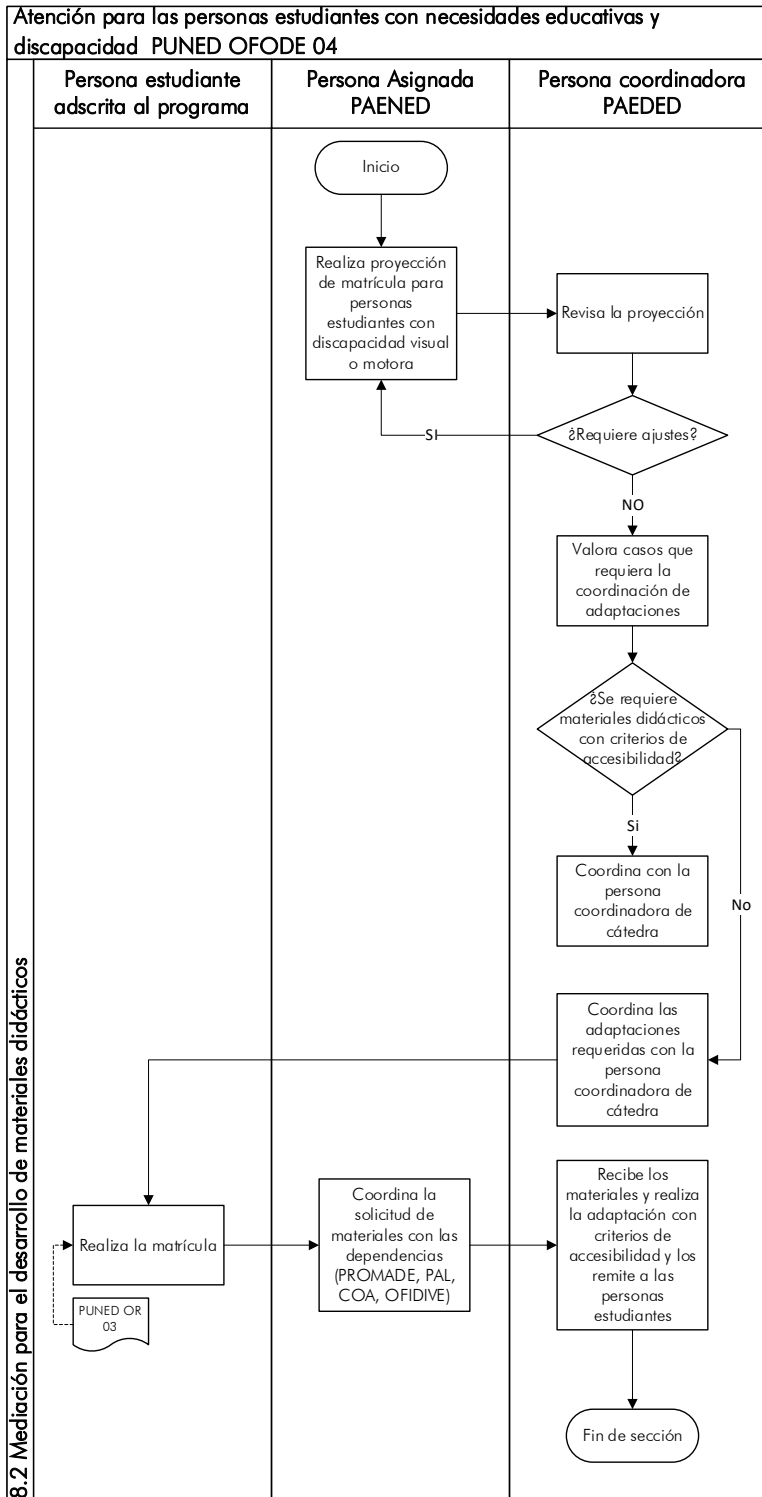 Atención para las personas estudiantes con necesidades educativas y
discapacidad PUNED OFODE 04
8.2 Mediación para el desarrollo de materiales didácticos
Persona estudiante
adscrita al programa
Persona Asignada
PAENED
Persona coordinadora
PAEDED
Inicio
Realiza proyección
de matrícula para
personas
estudiantes con
discapacidad visual
o motora
Revisa la proyección
¿Requiere ajustes?
SI
NO
Valora casos que
requiera la
coordinación de
adaptaciones
¿Se requiere
materiales didácticos
con criterios de
accesibilidad?
Si
No
Coordina con la
persona
coordinadora de
cátedra
Coordina las
adaptaciones
requeridas con la
persona
coordinadora de
cátedra
Realiza la matrícula
PUNED OR
03
Coordina la
solicitud de
materiales con las
dependencias
(PROMADE, PAL,
COA, OFIDIVE)
Recibe los
materiales y realiza
la adaptación con
criterios de
accesibilidad y los
remite a las
personas
estudiantes
Fin de sección